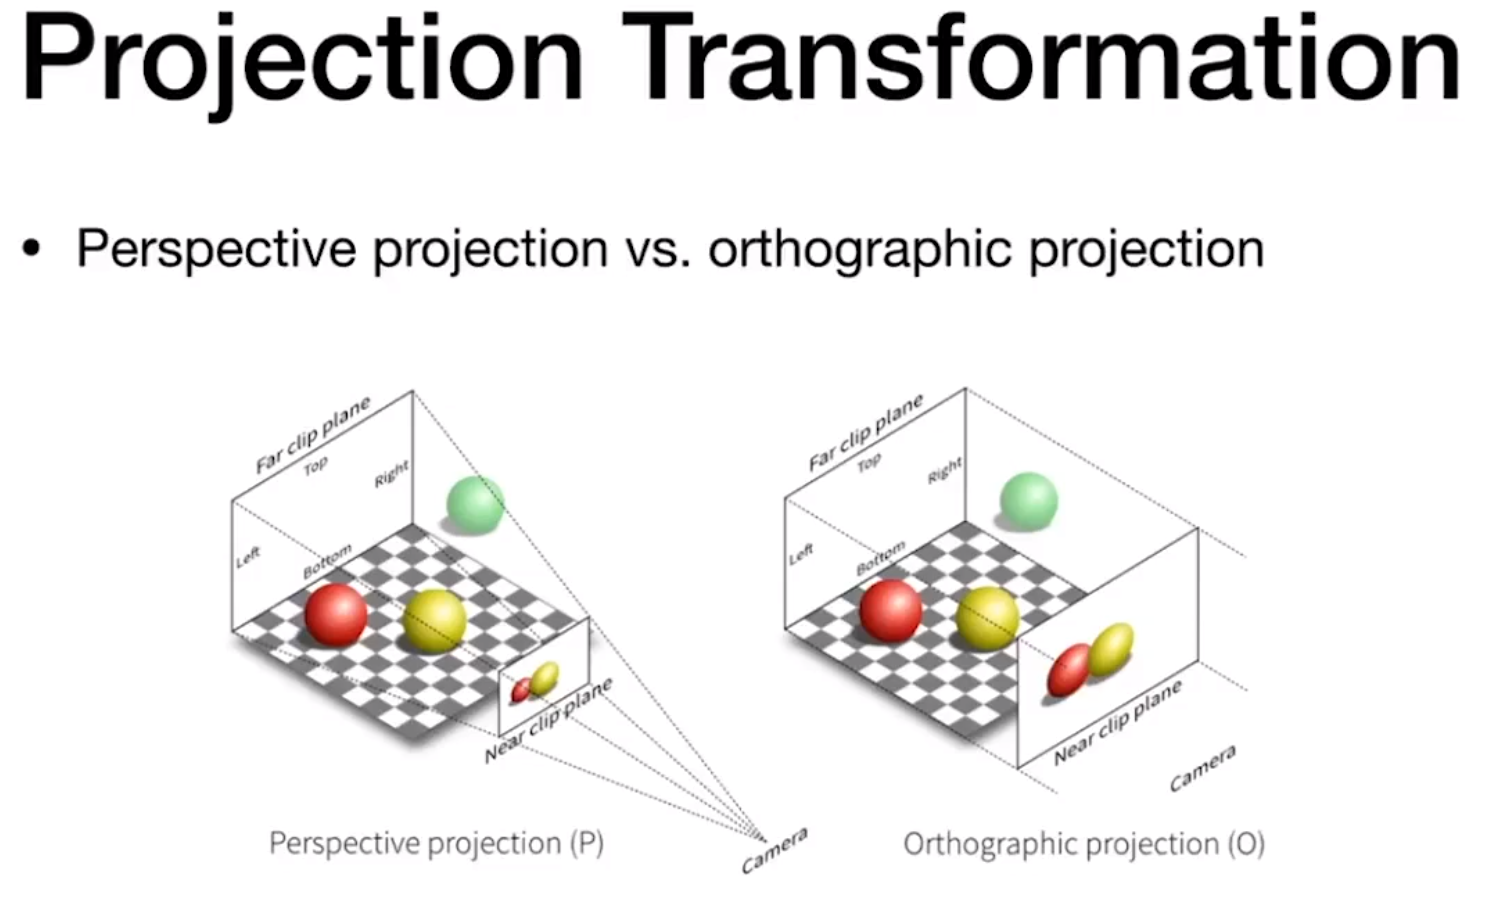 Projection Transformation
• Perspective projection vs. orthographic projection
Far clip plane
Top
Right
Left
Bottom
Near clip plane
Camera
Perspective projection (P)
Far clip plane
Top
Right
Left
Bottom
Near clip plane
Camera
Orthographic projection (O)